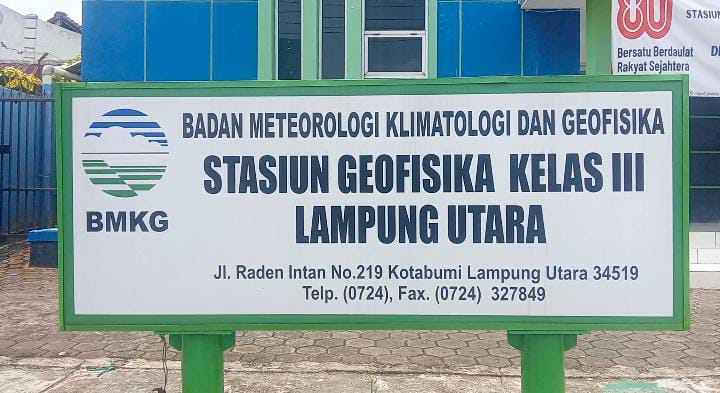 80
Bersatu Berdaulat
Rakyat Sejahtera
BADAN METEOROLOGI KLIMATOLOGI DAN GEOFISIKA
STASIUN GEOFISIKA KELAS III
LAMPUNG UTARA
BMKG
Jl. Raden Intan No.219 Kotabumi Lampung Utara 34519
Telp. (0724), Fax. (0724) 327849